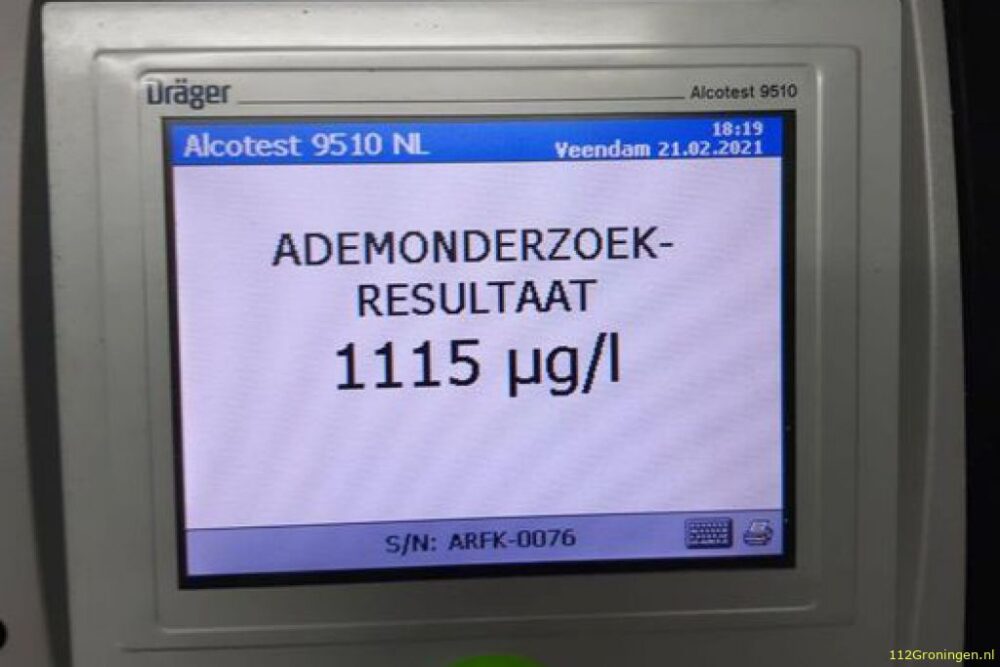 Dräger
Alcotest 9510
Alcotest 9510 NL
18:19
Veendam 21.02.2021
ADEMONDERZOEK-
RESULTAAT
1115 µg/l
S/N: ARFK-0076
112Groningen.nl